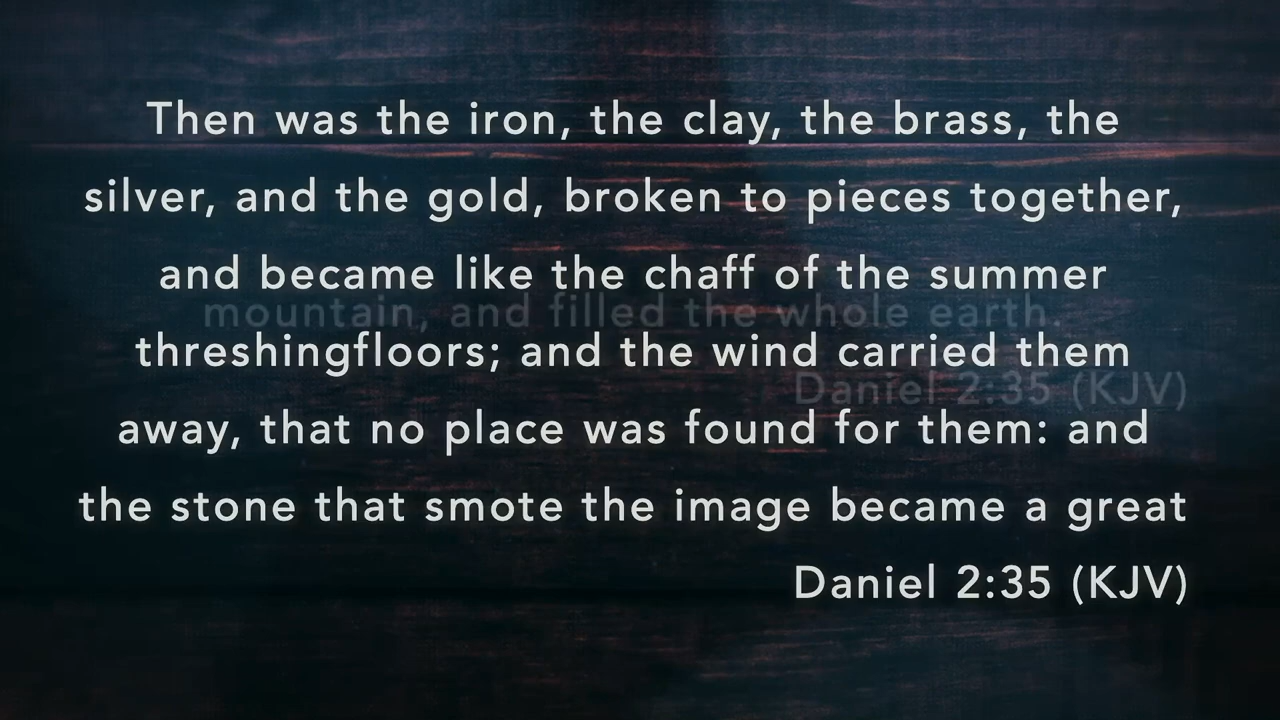 Then was the iron, the clay, the brass, the
silver, and the gold, broken to pieces together,
and became like the chaff of the summer
mountain, and filled the whole earth.
threshingfloors; and the wind carried them
Daniel 2:35 (KJV)
away, that no place was found for them: and
the stone that smote the image became a great
Daniel 2:35 (KJV)